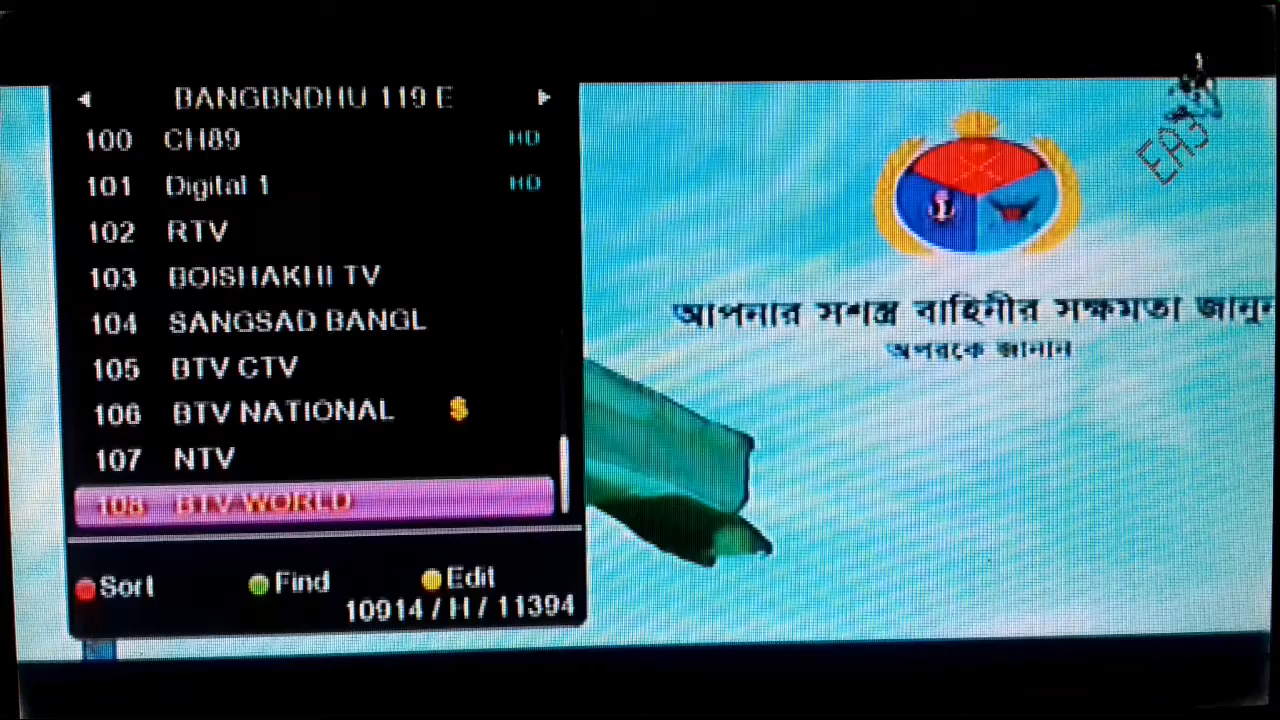 BANGBNDHU 119 E
100 CH89 HD
101 Digital 1 HD
102 RTV
103 BOISHAKHI TV
104 SANGSAD BANGL
105 BTV CTV
106 BTV NATIONAL $
107 NTV
108 BTV WORLD
Sort Find Edit
10914 / H / 11394
আপনার সশস্ত্র বাহিনীর সক্ষমতা জানুন
অপরকে জানান